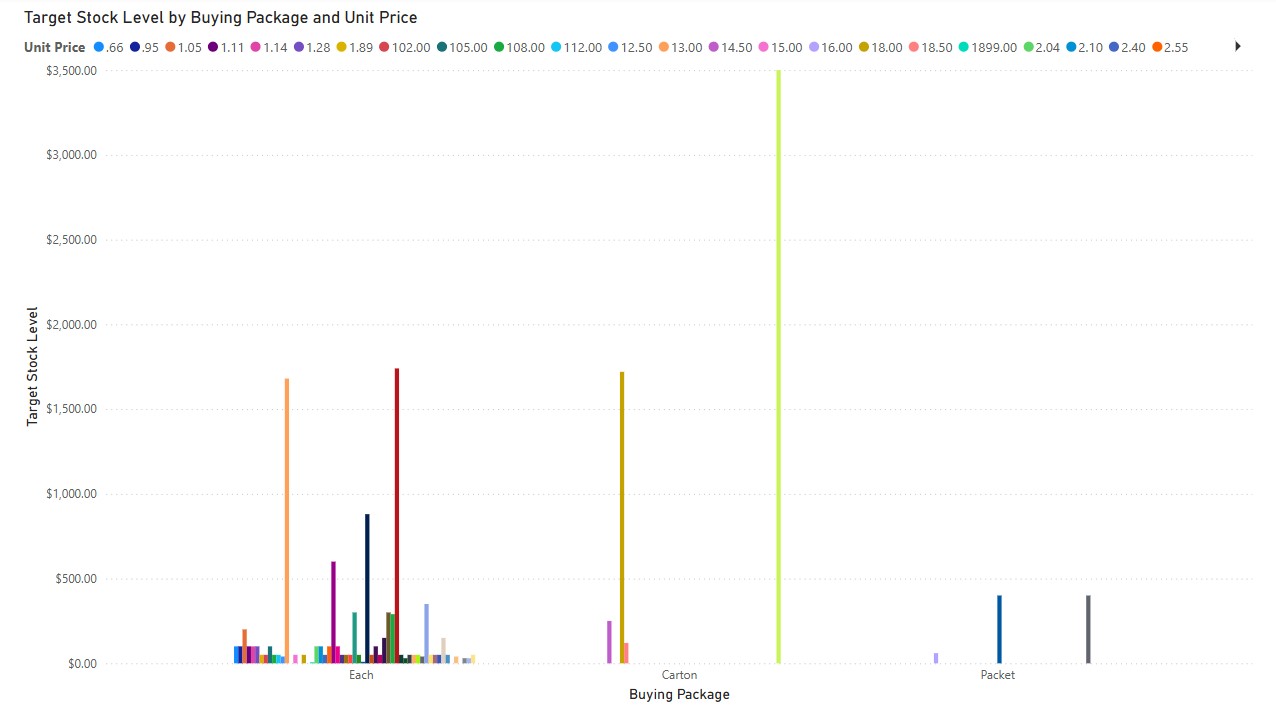 Target Stock Level by Buying Package and Unit Price
Unit Price .66 .95 1.05 1.11 1.14 1.28 1.89 102.00 105.00 108.00 112.00 12.50 13.00 14.50 15.00 16.00 18.00 18.50 1899.00 2.04 2.10 2.40 2.55
$3,500.00
$3,000.00
$2,500.00
$2,000.00
$1,500.00
$1,000.00
$500.00
$0.00
Target Stock Level
Each Carton Packet
Buying Package